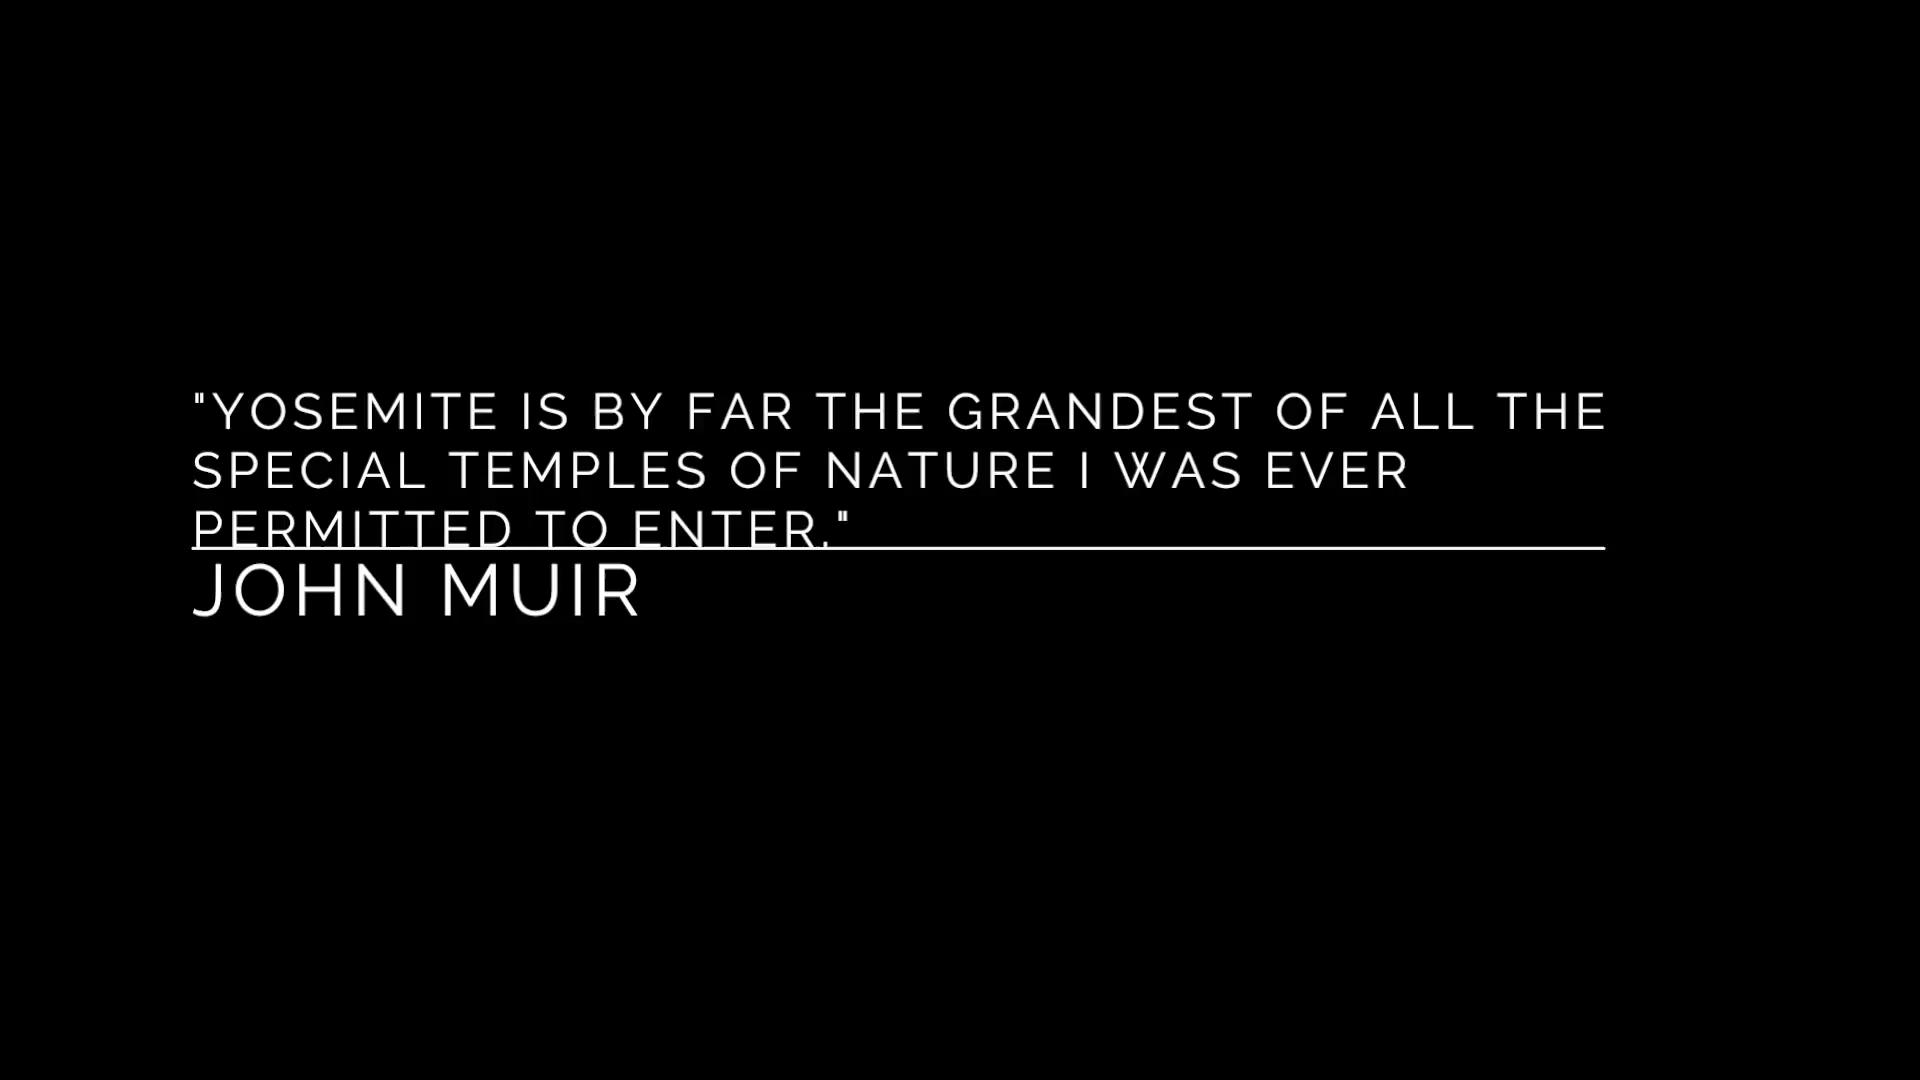 "YOSEMITE IS BY FAR THE GRANDEST OF ALL THE
SPECIAL TEMPLES OF NATURE I WAS EVER
PERMITTED TO ENTER."
JOHN MUIR